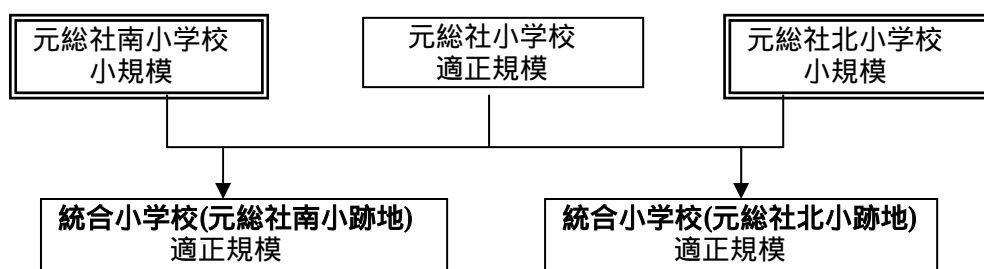 元総社南小学校
小規模
元総社小学校
適正規模
元総社北小学校
小規模
統合小学校(元総社南小跡地)
適正規模
統合小学校(元総社北小跡地)
適正規模